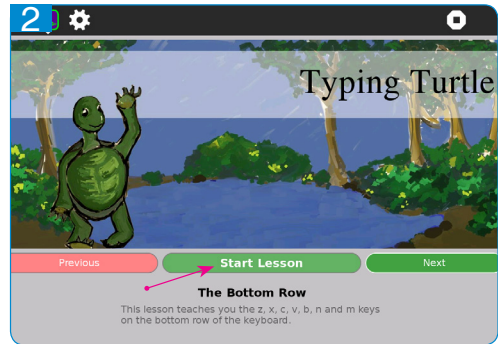 2
Typing Turtle
Previous
Start Lesson
Next
The Bottom Row
This lesson teaches you the z, x, c, v, b, n and m keys
on the bottom row of the keyboard.